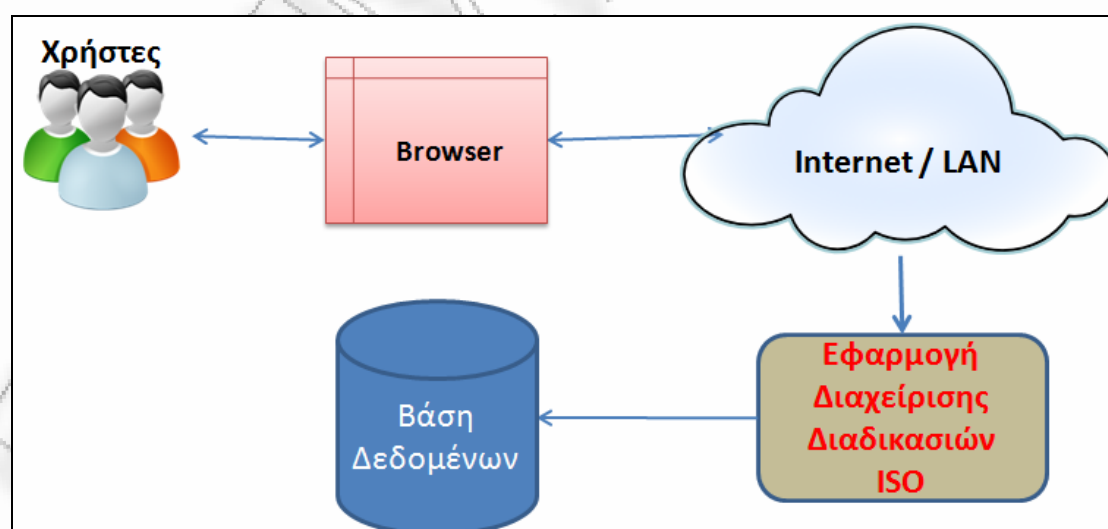 Χρήστες
Browser
Internet / LAN
Εφαρμογή
Διαχείρισης
Διαδικασιών
ISO
Βάση
Δεδομένων